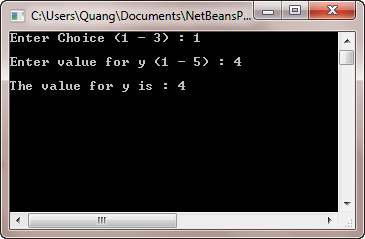 C:\Users\Quang\Documents\NetBeansP...
Enter Choice (1 - 3) : 1
Enter value for y (1 - 5) : 4
The value for y is : 4